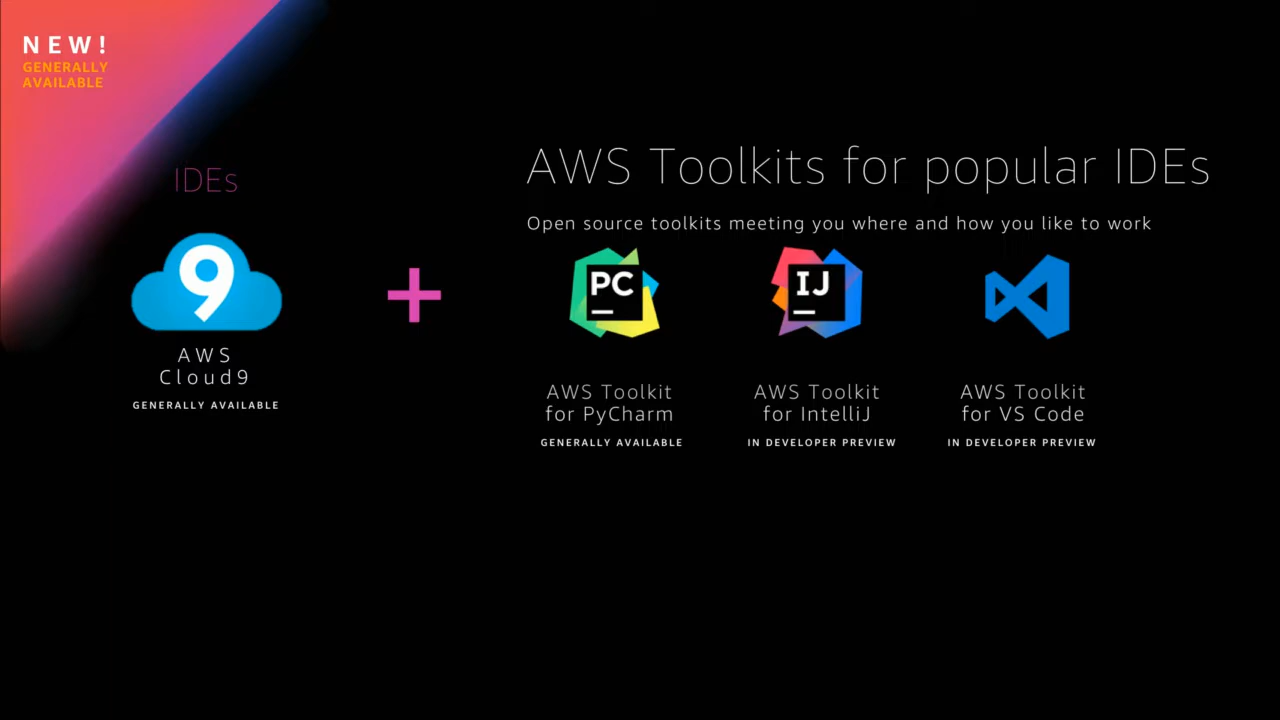 NEW!
GENERALLY
AVAILABLE
IDEs
9
AWS
Cloud9
GENERALLY AVAILABLE
+
AWS Toolkits for popular IDEs
Open source toolkits meeting you where and how you like to work
PC
AWS Toolkit
for PyCharm
GENERALLY AVAILABLE
IJ
AWS Toolkit
for IntelliJ
IN DEVELOPER PREVIEW
AWS Toolkit
for VS Code
IN DEVELOPER PREVIEW